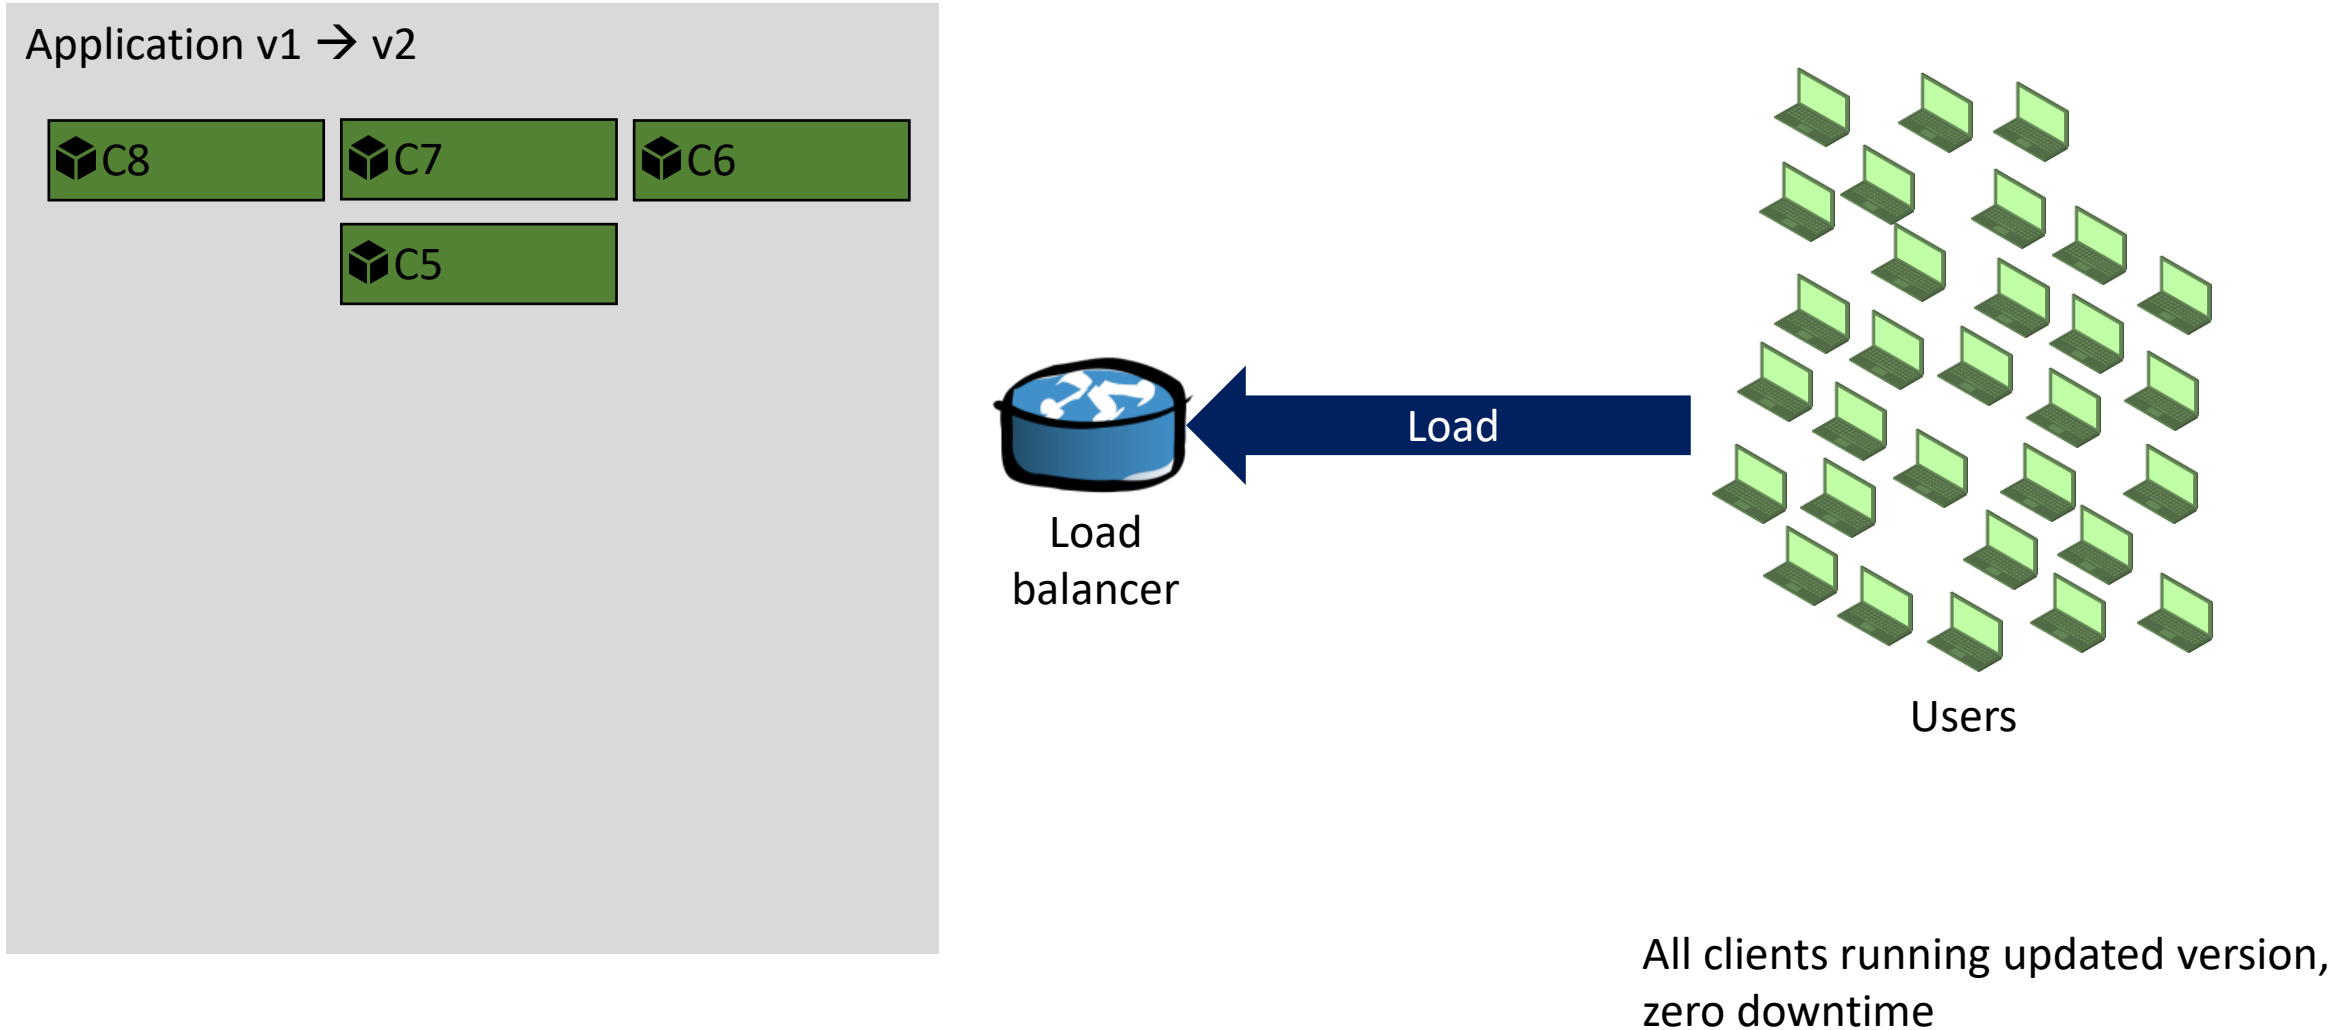 Application v1 → v2
C8
C7
C6
C5
Load
Load
balancer
Users
All clients running updated version,
zero downtime